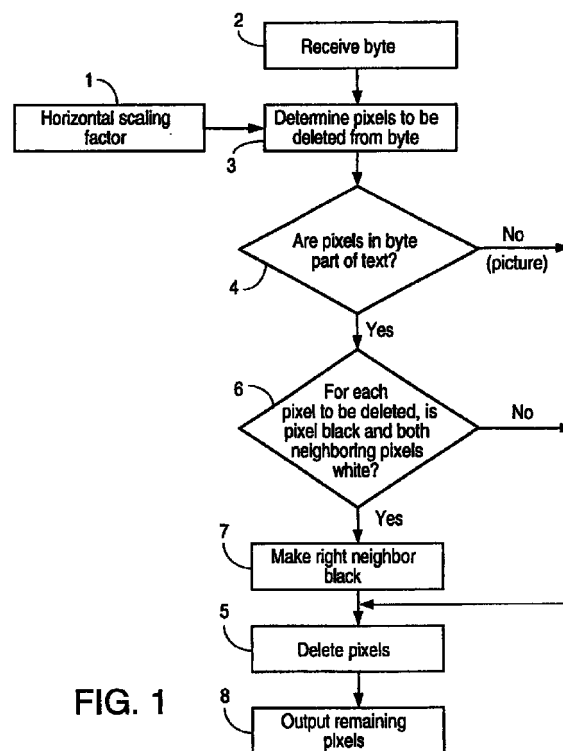 2
Receive byte
1
Horizontal scaling
factor
Determine pixels to be
deleted from byte
3
Are pixels in byte
part of text?
4
No
(picture)
Yes
6
For each
pixel to be deleted, is
pixel black and both
neighboring pixels
white?
No
Yes
7
Make right neighbor
black
5
Delete pixels
FIG. 1
8
Output remaining
pixels